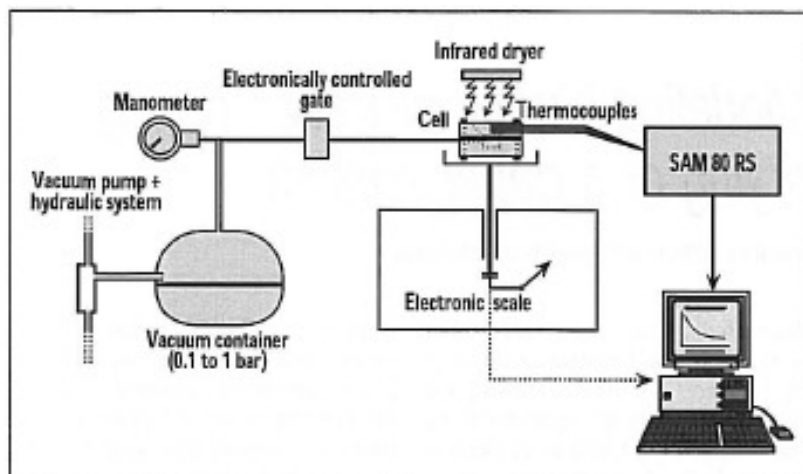 Infrared dryer
Electronically controlled
gate
Manometer
Cell
Thermocouples
SAM 80 RS
Vacuum pump +
hydraulic system
Electronic scale
Vacuum container
(0.1 to 1 bar)